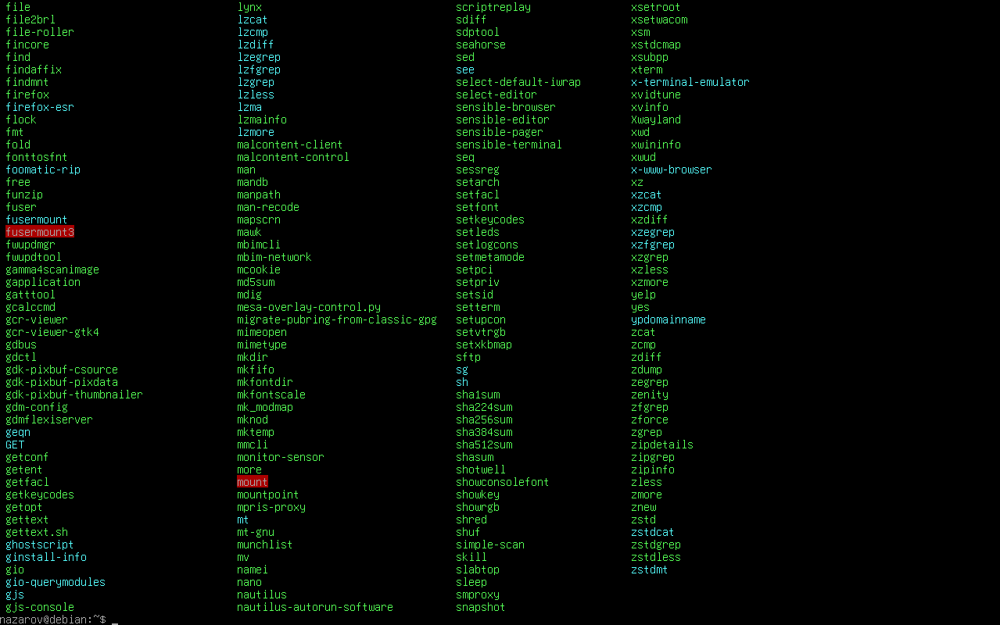 file lynx scriptreplay xsetroot
file2brl lzcat sdiff xsetwacom
file-roller lzcmp sdptool xsm
fincore lzdiff seahorse xstdcmap
find lzegrep sed xsubpp
findaffix lzfgrep see xterm
findmnt lzgrep select-default-iwrap x-terminal-emulator
firefox lzless select-editor xvidtune
firefox-esr lzma sensible-browser xvinfo
flock lzmainfo sensible-editor Xwayland
fmt lzmore sensible-pager xwd
fold malcontent-client sensible-terminal xwininfo
fonttosfnt malcontent-control seq xwud
foomatic-rip man sessreg x-www-browser
free mandb setarch xz
funzip manpath setfacl xzcat
fuser man-recode setfont xzcmp
fusermount mapscrn setkeycodes xzdiff
fusermount3 mawk setleds xzegrep
fwupdmgr mbimcli setlogcons xzfgrep
fwupdtool mbim-network setmetamode xzgrep
gamma4scanimage mcookie setpci xzless
gapplication md5sum setpriv xzmore
gatttool mdig setsid yelp
gcalccmd mesa-overlay-control.py setterm yes
gcr-viewer migrate-pubring-from-classic-gpg setupcon ypdomainname
gcr-viewer-gtk4 mimeopen setvtrgb zcat
gdbus mimetype setxkbmap zcmp
gdctl mkdir sftp zdiff
gdk-pixbuf-csource mkfifo sg zdump
gdk-pixbuf-pixdata mkfontdir sh zegrep
gdk-pixbuf-thumbnailer mkfontscale sha1sum zenity
gdm-config mk_modmap sha224sum zfgrep
gdmflexiserver mknod sha256sum zforce
geqn mktemp sha384sum zgrep
GET mmcli sha512sum zipdetails
getconf monitor-sensor shasum zipgrep
getent more shotwell zipinfo
getfacl mount showconsolefont zless
getkeycodes mountpoint showkey zmore
getopt mpris-proxy showrgb znew
gettext mt shred zstd
gettext.sh mt-gnu shuf zstdcat
ghostscript munchlist simple-scan zstdgrep
ginstall-info mv skill zstdless
gio namei slabtop zstdmt
gio-querymodules nano sleep
gjs nautilus smproxy
gjs-console nautilus-autorun-software snapshot
nazarov@debian:~$ _